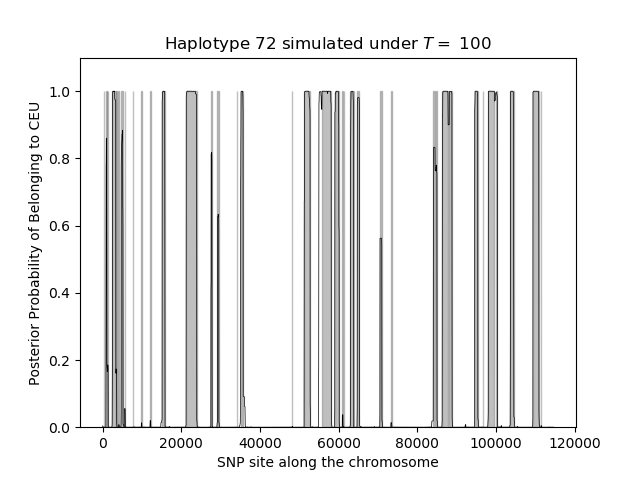 Haplotype 72 simulated under T = 100
Posterior Probability of Belonging to CEU
1.0
0.8
0.6
0.4
0.2
0.0
0 20000 40000 60000 80000 100000 120000
SNP site along the chromosome